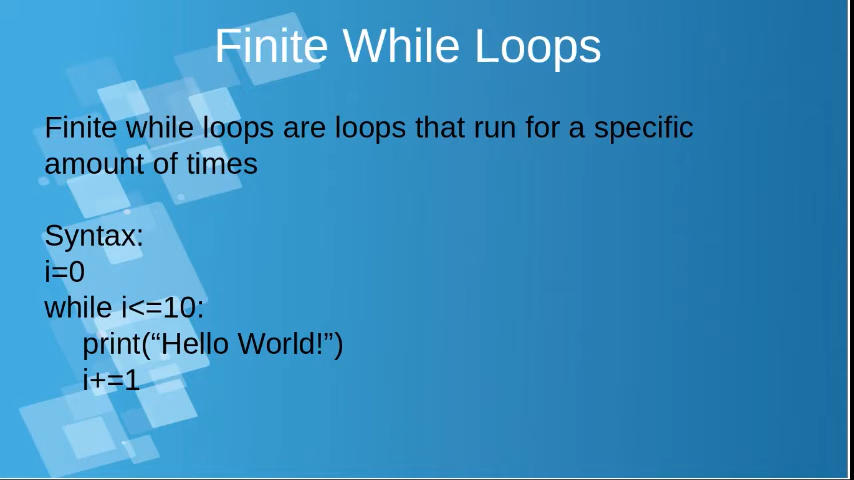 Finite While Loops
Finite while loops are loops that run for a specific
amount of times
Syntax:
i=0
while i<=10:
print(“Hello World!”)
i+=1